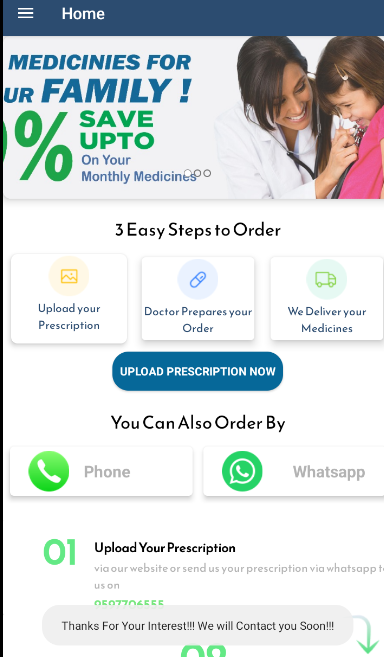 Home
MEDICINIES FOR
UR FAMILY !
%
SAVE
UPTO
On Your
Monthly Medicines
3 Easy Steps to Order
Upload your
Prescription
Doctor Prepares your
Order
We Deliver your
Medicines
UPLOAD PRESCRIPTION NOW
You Can Also Order By
Phone
Whatsapp
01
Upload Your Prescription
via our website or send us your prescription via whatsapp to
us on
9597706555
Thanks For Your Interest!!! We will Contact you Soon!!!